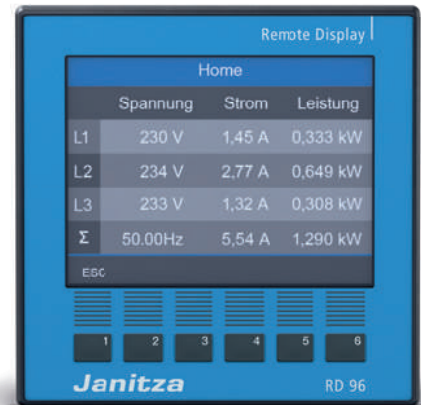 Remote Display
Home
Spannung Strom Leistung
L1 230 V 1,45 A 0,333 kW
L2 234 V 2,77 A 0,649 kW
L3 233 V 1,32 A 0,308 kW
Σ 50.00Hz 5,54 A 1,290 kW
ESC
1 2 3 4 5 6
Janitza RD 96